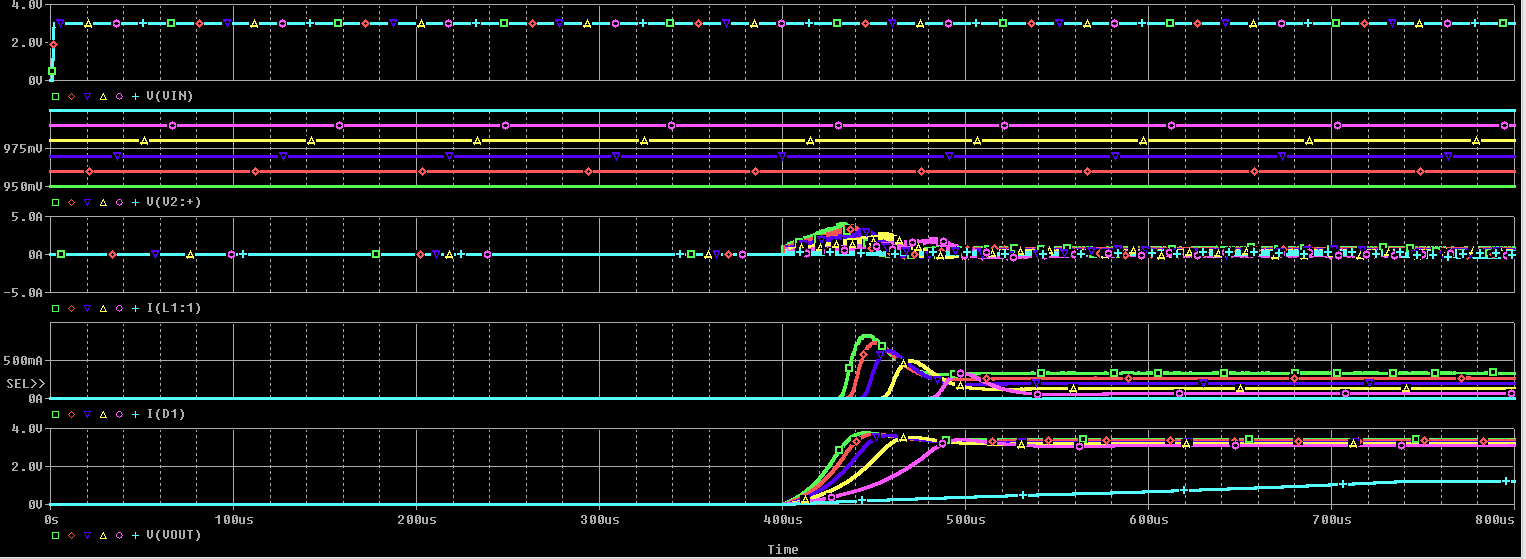 4.0V
2.0V
0V
V(VIN)
975mV
950mV
V(V2:+)
5.0A
0A
-5.0A
I(L1:1)
500mA
SEL>>
0A
I(D1)
4.0V
2.0V
0V
0s 100us 200us 300us 400us 500us 600us 700us 800us
V(VOUT)
Time